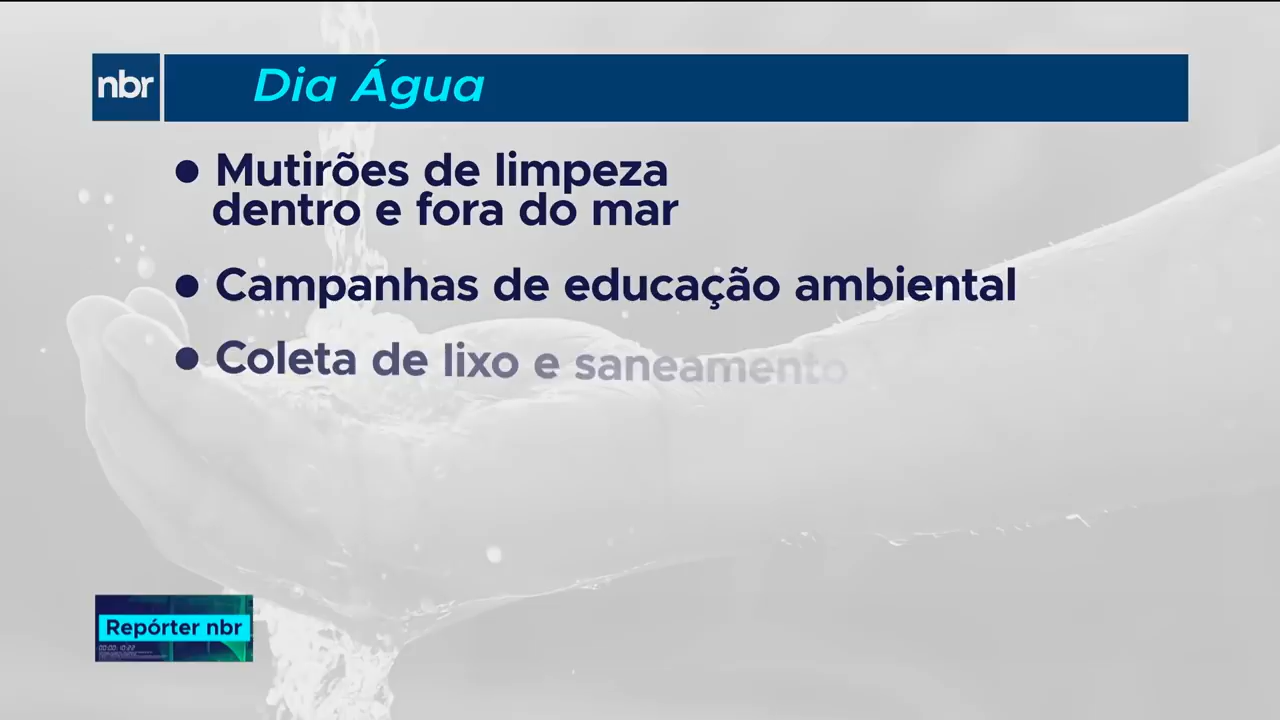 nbr
Dia Água
• Mutirões de limpeza
dentro e fora do mar
• Campanhas de educação ambiental
• Coleta de lixo e saneamento
Repórter nbr